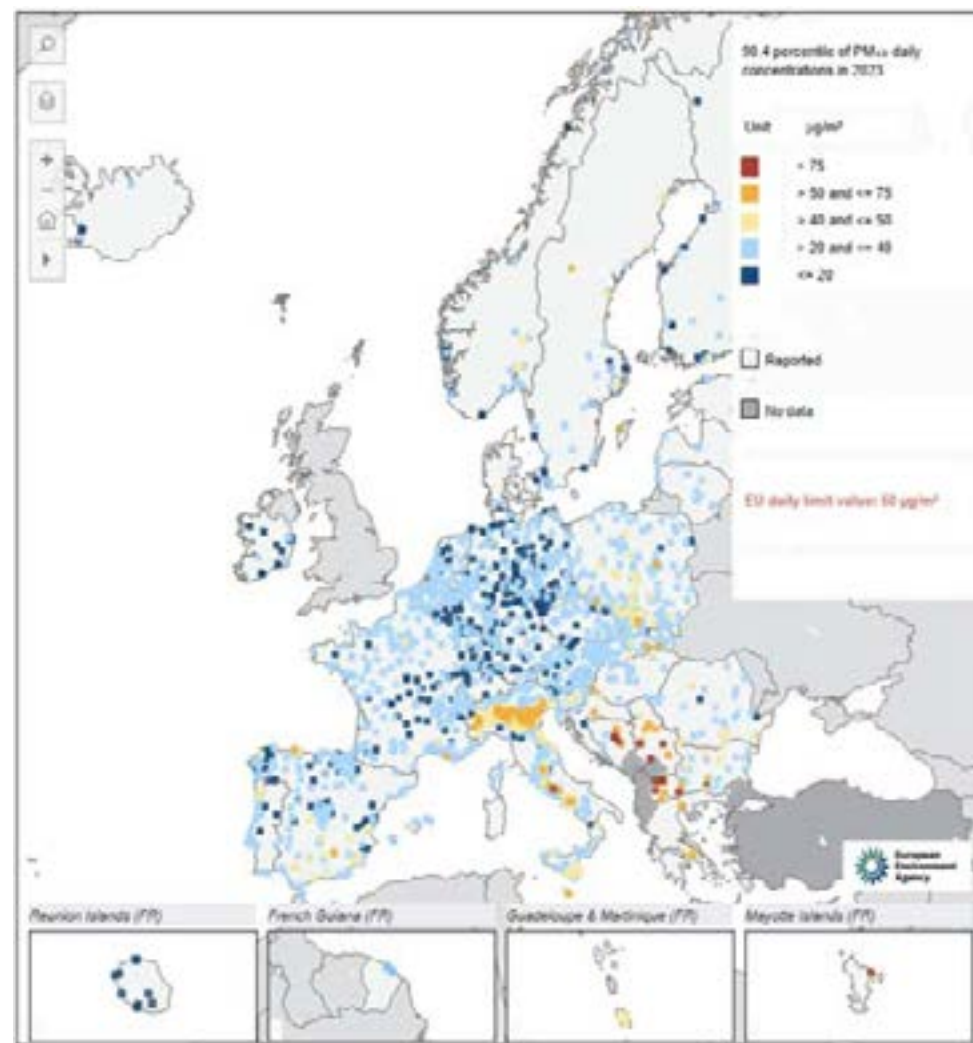 90.4 percentile of PM₁₀ daily
concentrations in 2023
Unit µg/m³
> 75
> 50 and <= 75
> 40 and <= 50
> 20 and <= 40
<= 20
Reported
No data
EU daily limit value: 50 µg/m³
European
Environment
Agency
Reunion Islands (FR)
French Guiana (FR)
Guadeloupe & Martinique (FR)
Mayotte Islands (FR)